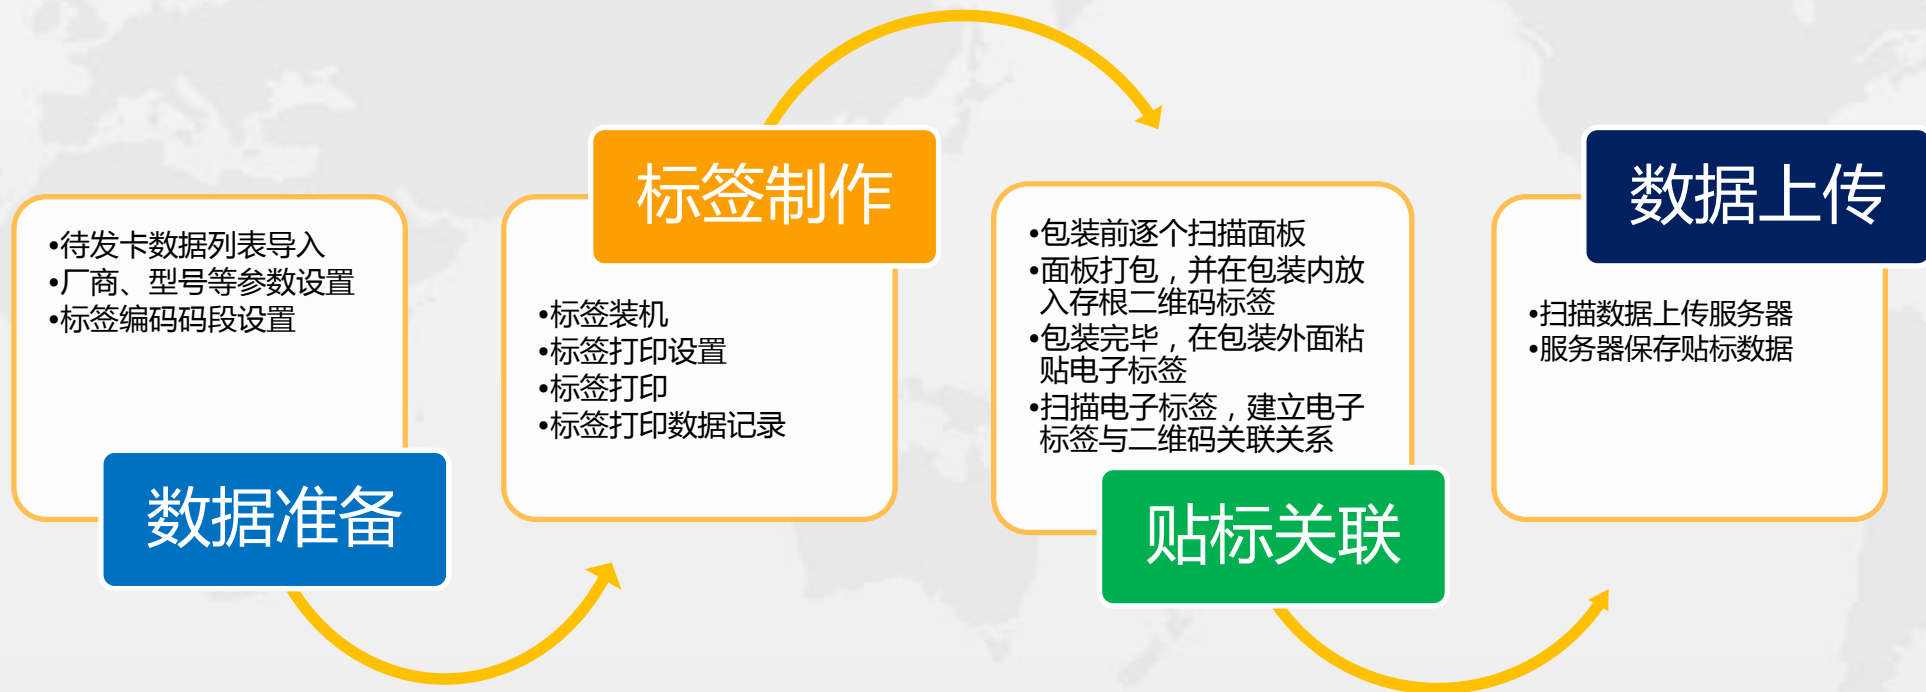 •待发卡数据列表导入
•厂商、型号等参数设置
•标签编码码段设置
数据准备
标签制作
•标签装机
•标签打印设置
•标签打印
•标签打印数据记录
•包装前逐个扫描面板
•面板打包，并在包装内放
入存根二维码标签
•包装完毕，在包装外面粘
贴电子标签
•扫描电子标签，建立电子
标签与二维码关联关系
贴标关联
数据上传
•扫描数据上传服务器
•服务器保存贴标数据